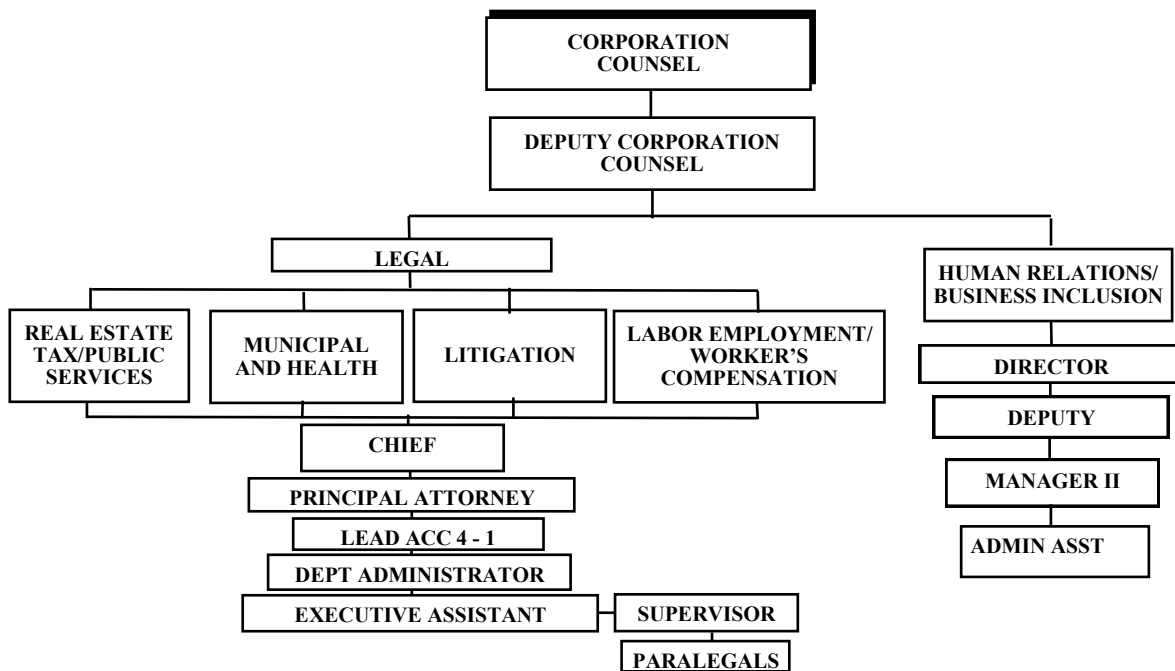 CORPORATION
COUNSEL
DEPUTY CORPORATION
COUNSEL
LEGAL
HUMAN RELATIONS/
BUSINESS INCLUSION
REAL ESTATE
TAX/PUBLIC
SERVICES
MUNICIPAL
AND HEALTH
LITIGATION
LABOR EMPLOYMENT/
WORKER'S
COMPENSATION
DIRECTOR
DEPUTY
CHIEF
MANAGER II
PRINCIPAL ATTORNEY
LEAD ACC 4 - 1
ADMIN ASST
DEPT ADMINISTRATOR
EXECUTIVE ASSISTANT
SUPERVISOR
PARALEGALS